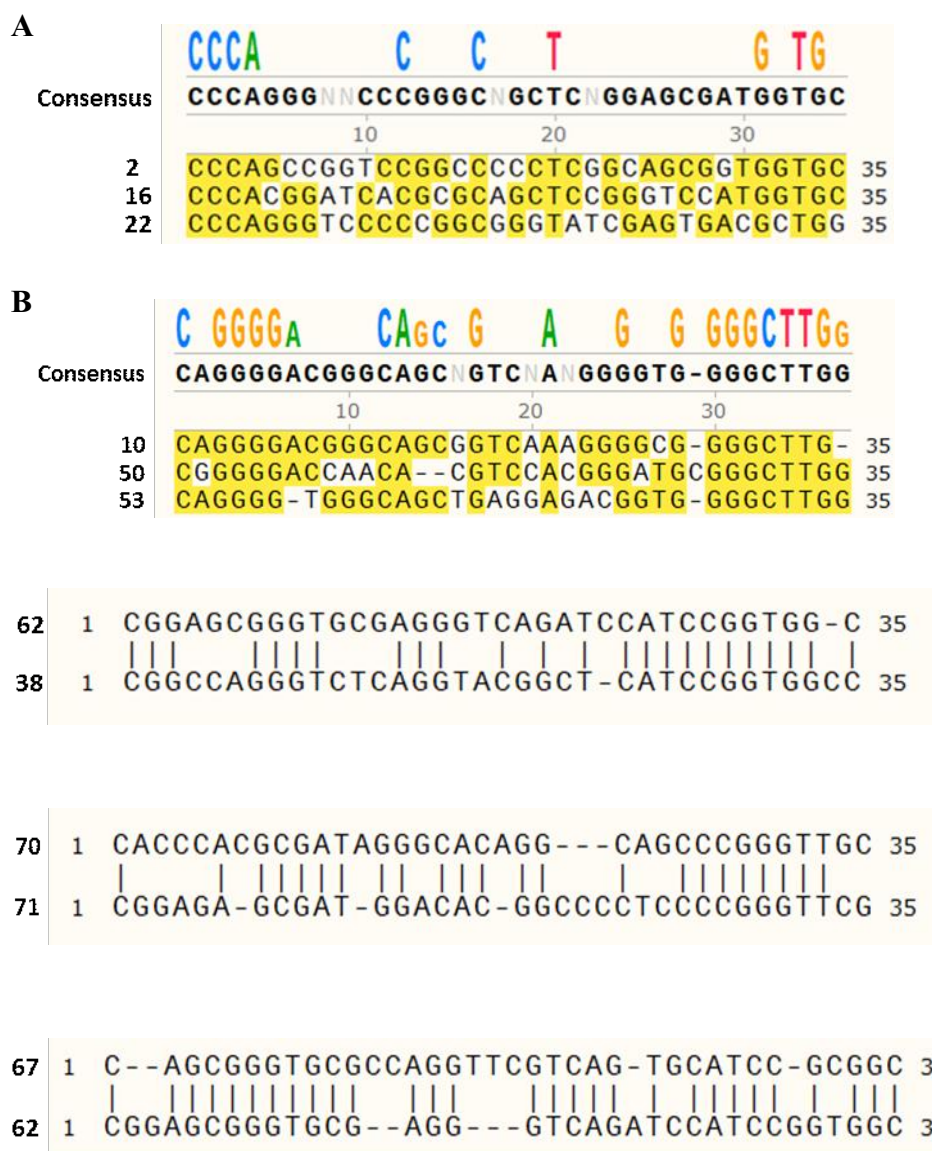 A
CCCA C C T G TG
Consensus CCCAGGGNNCCCGGGCNGCTCNGGAGCGATGGTGC
10 20 30
2 CCCAGCCGGTCCGGCCCCCTCGGCAGCGGTGGTGC 35
16 CCCACGGATCACGCGCAGCTCCGGGTCCATGGTGC 35
22 CCCAGGGTCCCCCGGCGGGTATCGAGTGACGCTGG 35
B
C GGGGA CAGC G A G G GGGCTTGG
Consensus CAGGGGACGGGCAGCNGTCNANGGGGTG-GGGCTTGG
10 20 30
10 CAGGGGACGGGCAGCGGTCAAAGGGGCG-GGGCTTG- 35
50 CGGGGGACCAACA--CGTCCACGGGATGCGGGCTTGG 35
53 CAGGGG-TGGGCAGCTGAGGAGACGGTG-GGGCTTGG 35
62 1 CGGAGCGGGTGCGAGGGTCAGATCCATCCGGTGG-C 35
38 1 CGGCCAGGGTCTCAGGTACGGCT-CATCCGGTGGCC 35
70 1 CACCCACGCGATAGGGCACAGG---CAGCCCGGGTTGC 35
71 1 CGGAGA-GCGAT-GGACAC-GGCCCCTCCCCGGGTTCG 35
67 1 C--AGCGGGTGCGCCAGGTTCGTCAG-TGCATCC-GCGGC 3
62 1 CGGAGCGGGTGCG--AGG---GTCAGATCCATCCGGTGGC 3